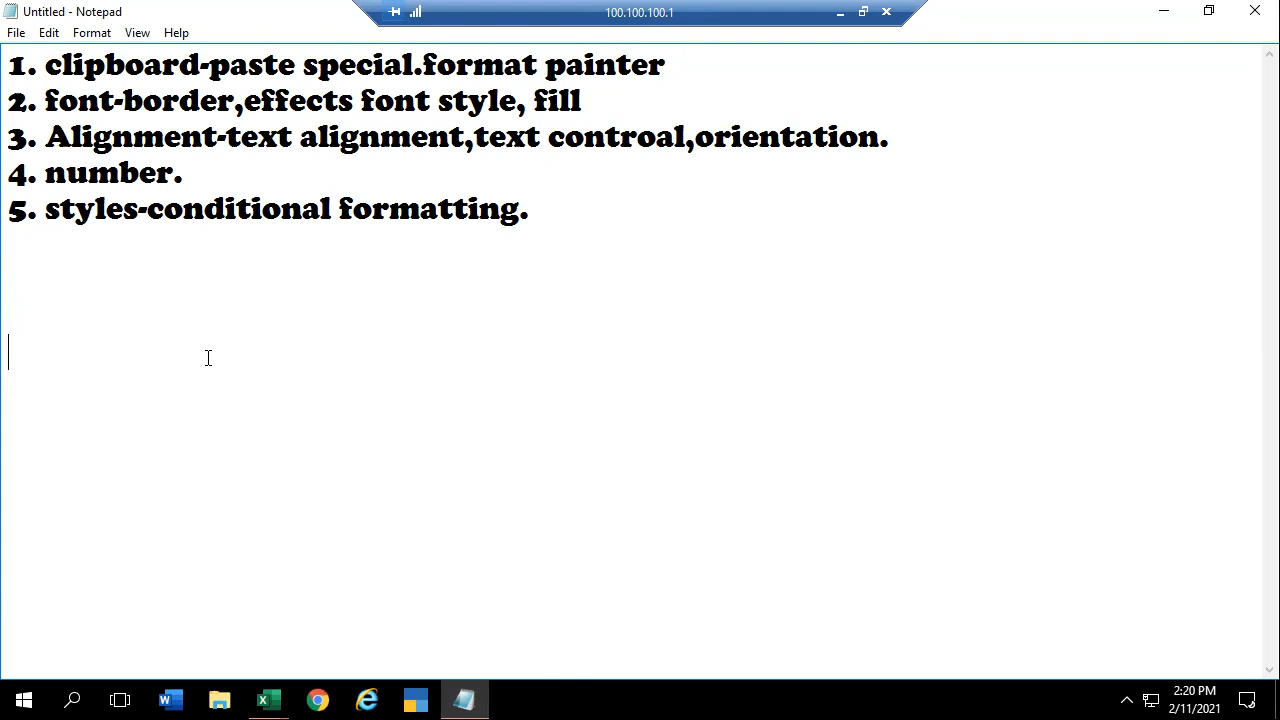 Untitled - Notepad
100.100.100.1
File Edit Format View Help
1. clipboard-paste special.format painter
2. font-border,effects font style, fill
3. Alignment-text alignment,text controal,orientation.
4. number.
5. styles-conditional formatting.
2:20 PM
2/11/2021